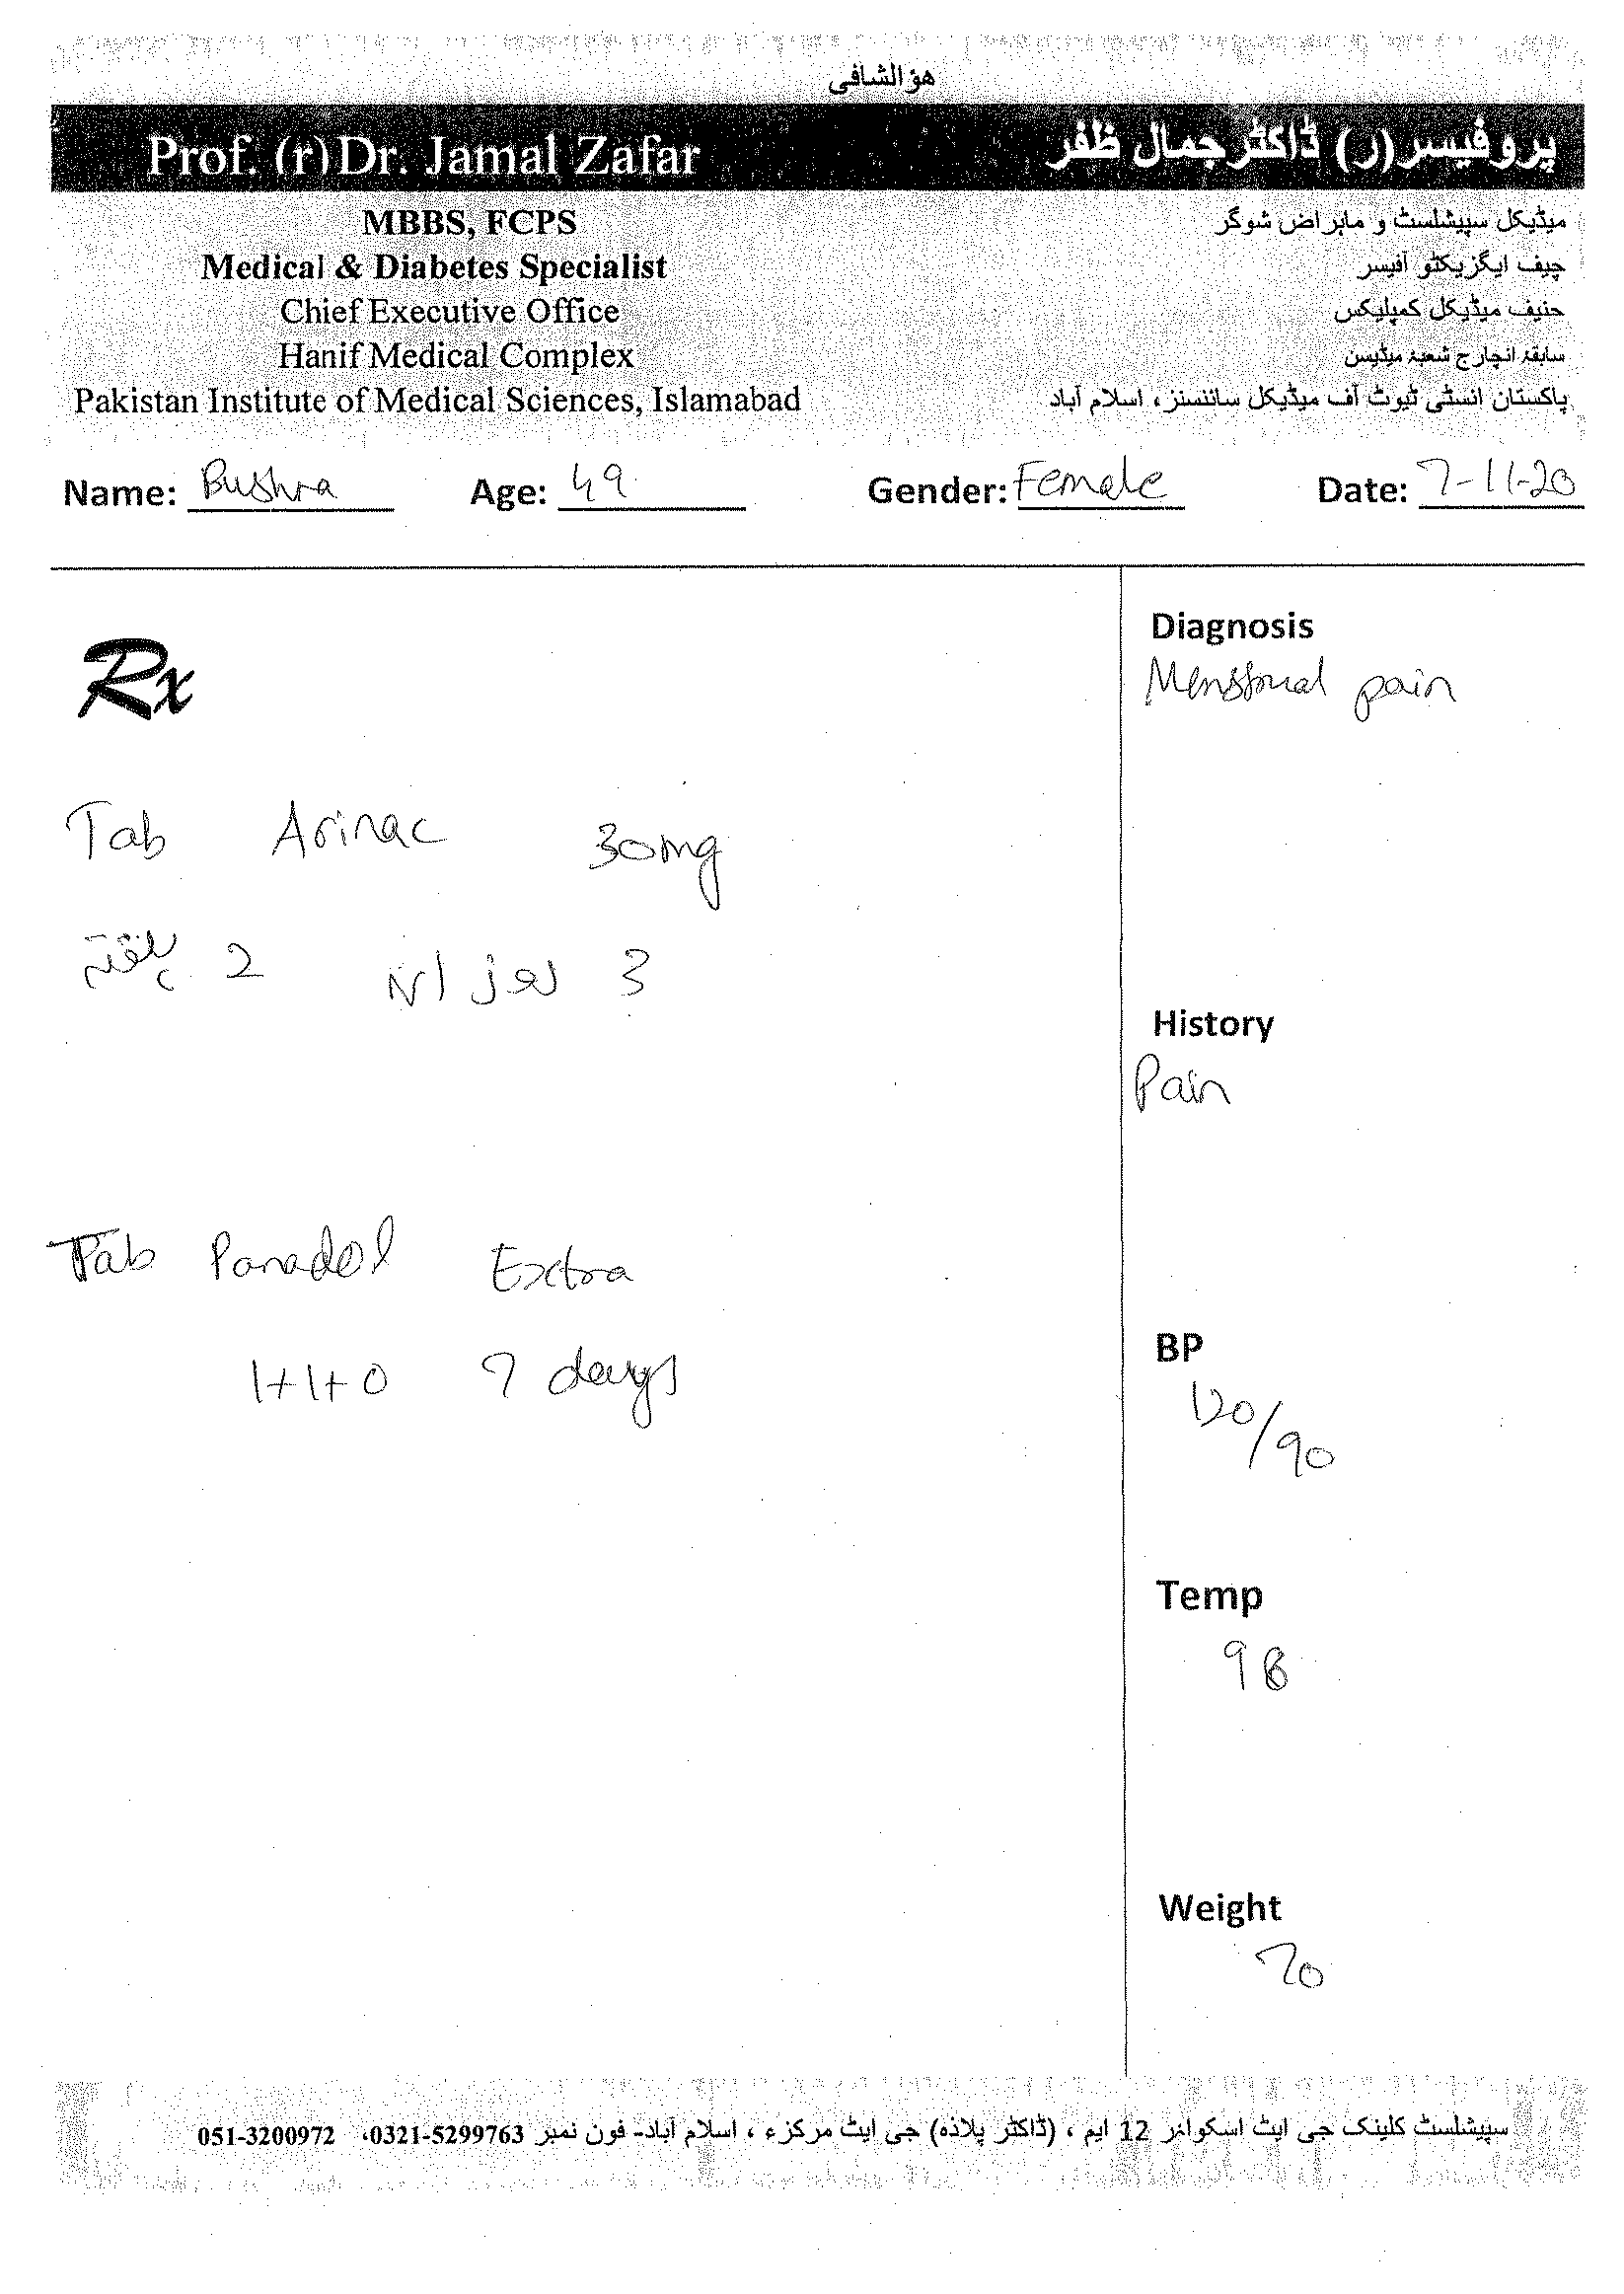 هوالشافی
Prof. (r) Dr. Jamal Zafar
پروفیسر(ر) ڈاکٹر جمال ظفر
MBBS, FCPS
میڈیکل سپیشلسٹ و ماہر اض شوگر
Medical & Diabetes Specialist
چیف ایگزیکٹو آفیسر
Chief Executive Office
حنیف میڈیکل کمپلیکس
Hanif Medical Complex
سابقہ انچارج شعبہ میڈیسن
Pakistan Institute of Medical Sciences, Islamabad
پاکستان انسٹی ٹیوٹ آف میڈیکل سائنسز، اسلام آباد
Name: Bushra Age: 49 Gender: Female Date: 7-11-20
Rx
Tab Arinac 30mg
3 روزانہ 2 ہفتے
Tab Panadol Extra
1+1+0 7 days
Diagnosis
Menstrual pain
History
Pain
BP
120/90
Temp
98
Weight
70
سپیشلسٹ کلینک جی ایٹ اسکوائر 12 ایم ، (ڈاکٹر پلازہ) جی ایٹ مرکز، اسلام آباد- فون نمبر 0321-5299763، 051-3200972